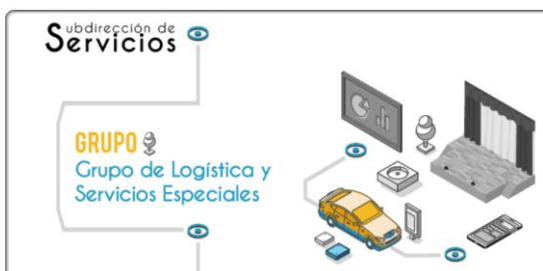 Subdirección de
Servicios
GRUPO
Grupo de Logística y
Servicios Especiales